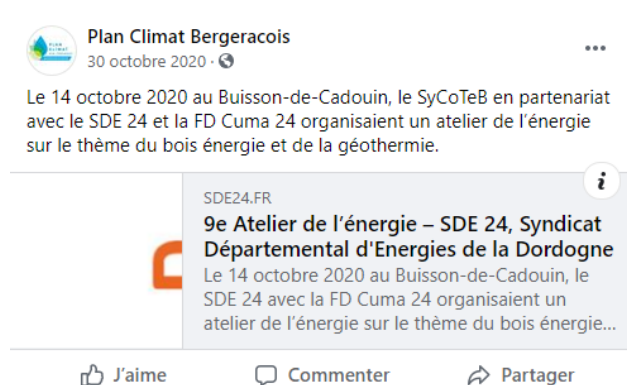 Plan Climat Bergeracois
30 octobre 2020 ·
Le 14 octobre 2020 au Buisson-de-Cadouin, le SyCoTeB en partenariat
avec le SDE 24 et la FD Cuma 24 organisaient un atelier de l’énergie
sur le thème du bois énergie et de la géothermie.
SDE24.FR
9e Atelier de l’énergie – SDE 24, Syndicat
Départemental d'Energies de la Dordogne
Le 14 octobre 2020 au Buisson-de-Cadouin, le
SDE 24 avec la FD Cuma 24 organisaient un
atelier de l’énergie sur le thème du bois énergie...
J’aime
Commenter
Partager